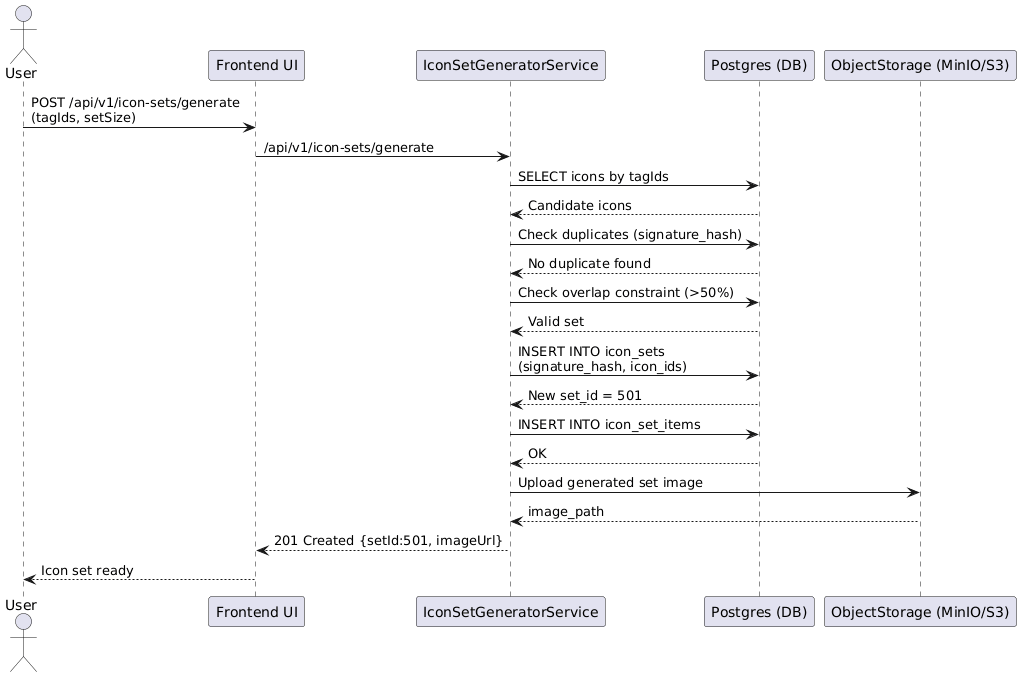 User
Frontend UI
IconSetGeneratorService
Postgres (DB)
ObjectStorage (MinIO/S3)
POST /api/v1/icon-sets/generate
(tagIds, setSize)
/api/v1/icon-sets/generate
SELECT icons by tagIds
Candidate icons
Check duplicates (signature_hash)
No duplicate found
Check overlap constraint (>50%)
Valid set
INSERT INTO icon_sets
(signature_hash, icon_ids)
New set_id = 501
INSERT INTO icon_set_items
OK
Upload generated set image
image_path
201 Created {setId:501, imageUrl}
Icon set ready
User
Frontend UI
IconSetGeneratorService
Postgres (DB)
ObjectStorage (MinIO/S3)